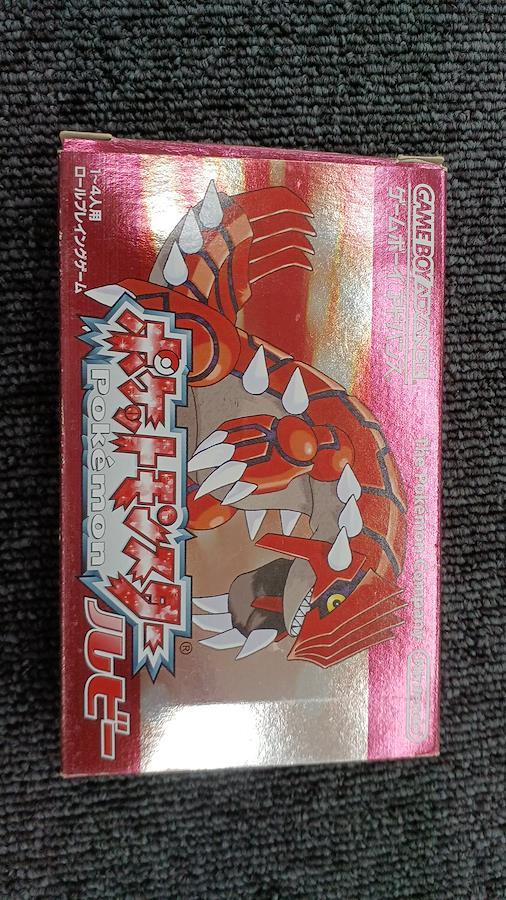 GAME BOY ADVANCE
ゲームボーイアドバンス
The Pokémon Company
Nintendo
ポケットモンスター®
pokémon
ルビー
1~4人用
ロールプレイングゲーム